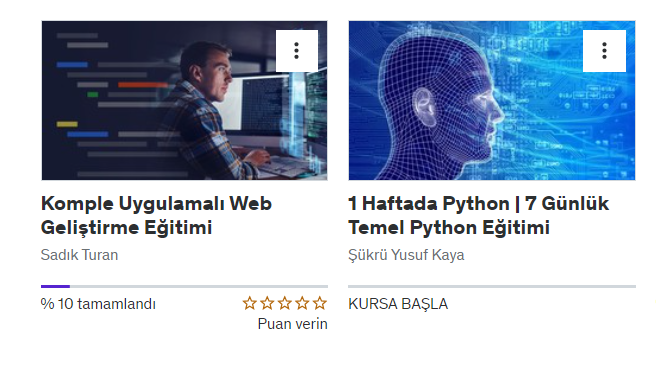 Komple Uygulamalı Web
Geliştirme Eğitimi
Sadık Turan
% 10 tamamlandı
Puan verin
1 Haftada Python | 7 Günlük
Temel Python Eğitimi
Şükrü Yusuf Kaya
KURSA BAŞLA